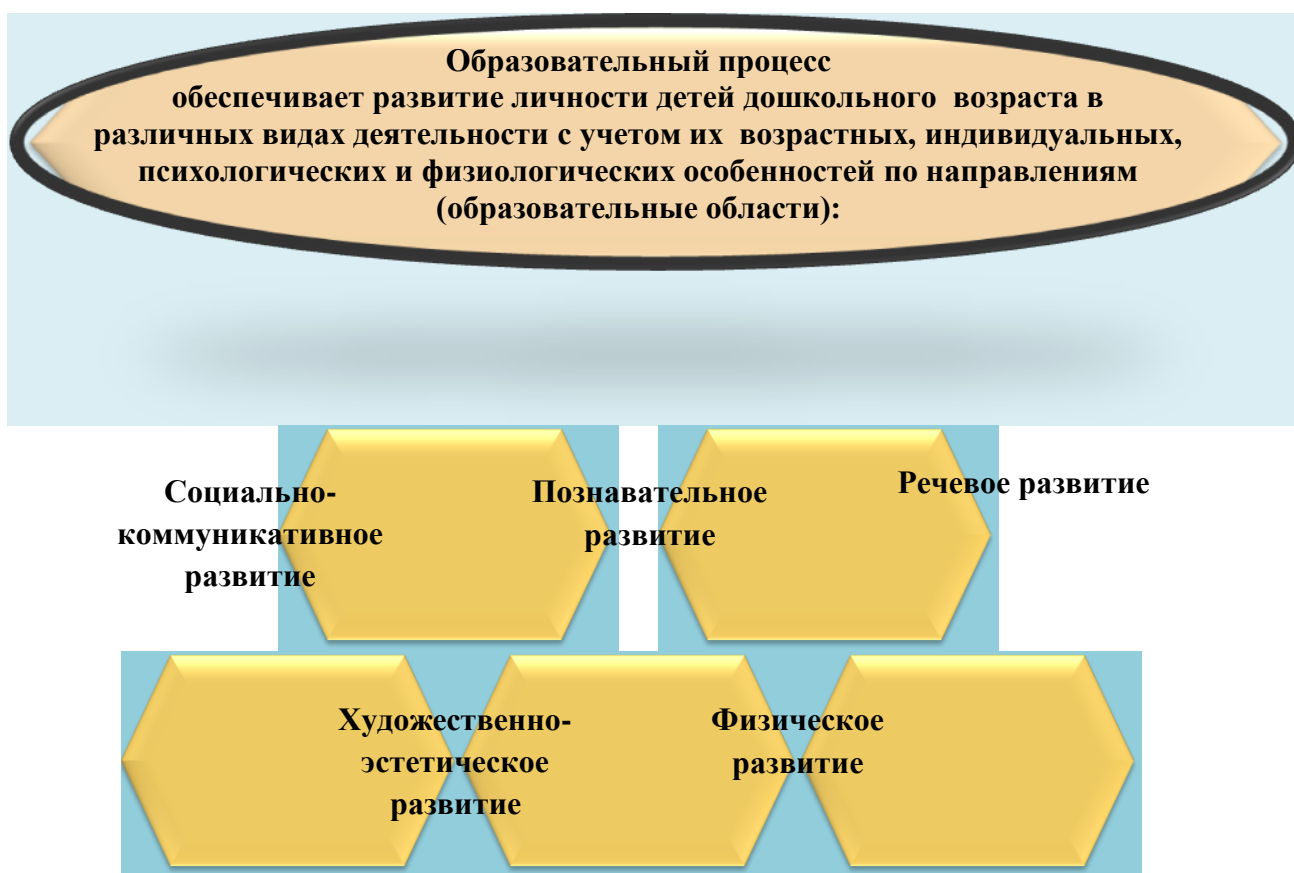 Образовательный процесс
обеспечивает развитие личности детей дошкольного возраста в
различных видах деятельности с учетом их возрастных, индивидуальных,
психологических и физиологических особенностей по направлениям
(образовательные области):
Социально-
коммуникативное
развитие
Познавательное
развитие
Речевое развитие
Художественно-
эстетическое
развитие
Физическое
развитие